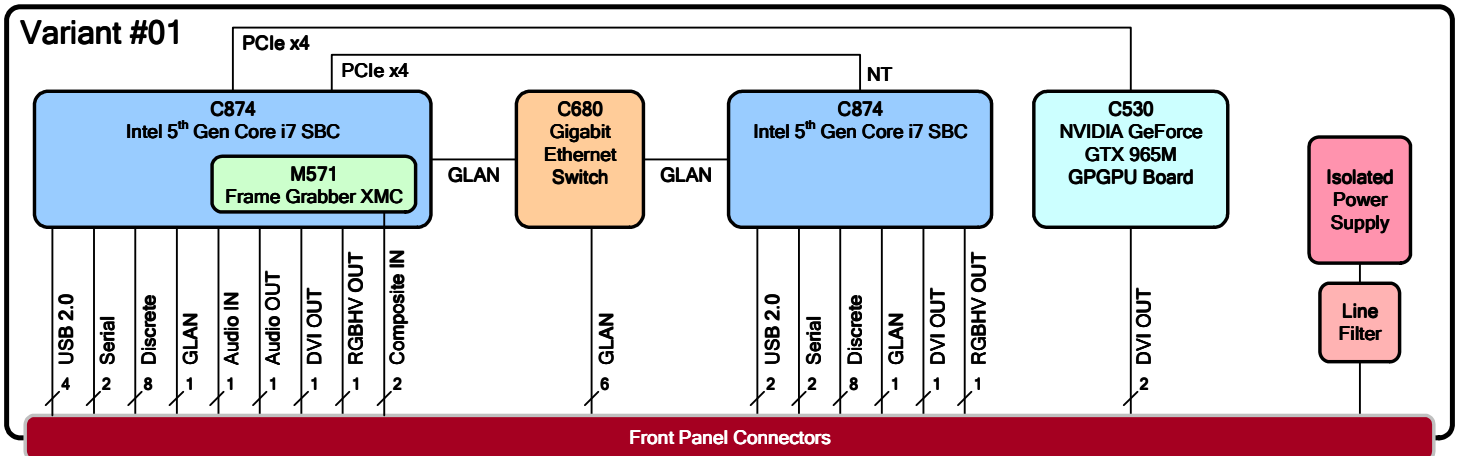 Variant #01
PCIe x4
PCIe x4
NT
C874
Intel 5th Gen Core i7 SBC
M571
Frame Grabber XMC
GLAN
C680
Gigabit
Ethernet
Switch
GLAN
C874
Intel 5th Gen Core i7 SBC
C530
NVIDIA GeForce
GTX 965M
GPGPU Board
Isolated
Power
Supply
Line
Filter
USB 2.0
4
Serial
2
Discrete
8
GLAN
1
Audio IN
1
Audio OUT
1
DVI OUT
1
RGBHV OUT
1
Composite IN
2
GLAN
6
USB 2.0
2
Serial
2
Discrete
8
GLAN
1
DVI OUT
1
RGBHV OUT
1
DVI OUT
2
Front Panel Connectors